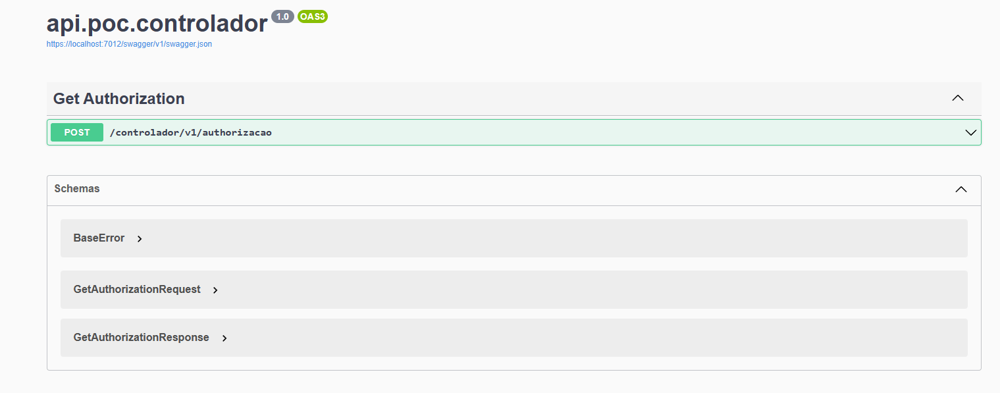 api.poc.controlador 1.0 OAS3
https://localhost:7012/swagger/v1/swagger.json
Get Authorization
POST /controlador/v1/authorizacao
Schemas
BaseError
GetAuthorizationRequest
GetAuthorizationResponse